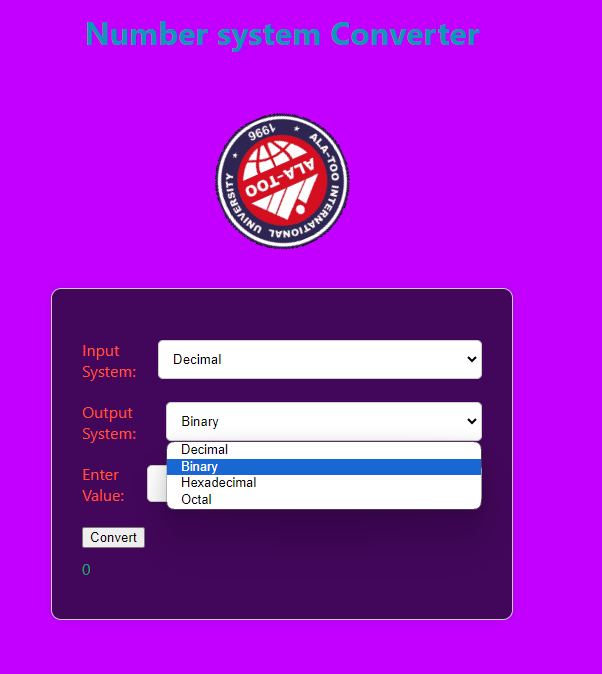 Number system Converter
★ ALA-TOO INTERNATIONAL UNIVERSITY ★
1996
ALA-TOO
Input
System:
Decimal
Output
System:
Binary
Decimal
Binary
Hexadecimal
Octal
Enter
Value:
Convert
0